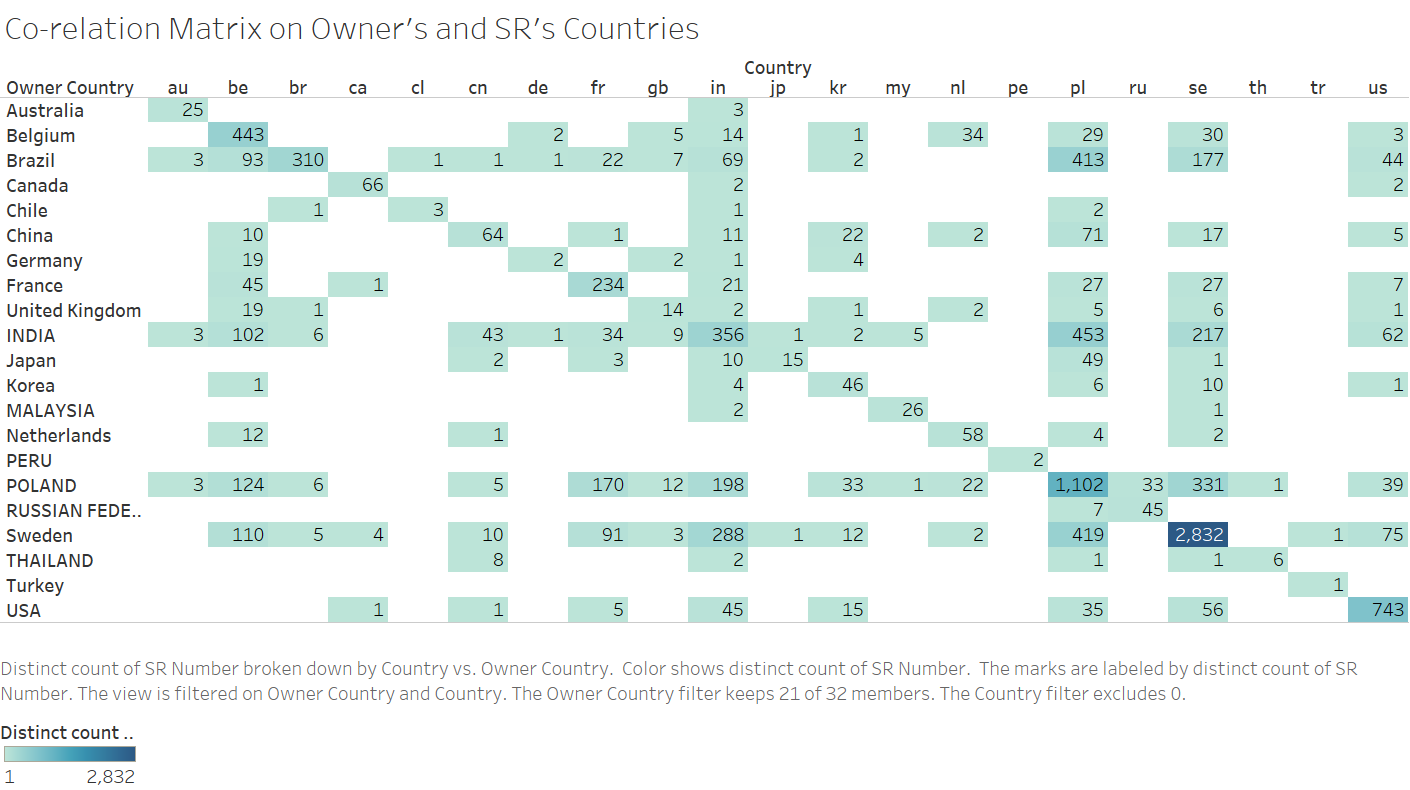 Co-relation Matrix on Owner's and SR's Countries
Country
Owner Country au be br ca cl cn de fr gb in jp kr my nl pe pl ru se th tr us
Australia 25 3
Belgium 443 2 5 14 1 34 29 30 3
Brazil 3 93 310 1 1 1 22 7 69 2 413 177 44
Canada 66 2 2
Chile 1 3 1 2
China 10 64 1 11 22 2 71 17 5
Germany 19 2 2 1 4
France 45 1 234 21 27 27 7
United Kingdom 19 1 14 2 1 2 5 6 1
INDIA 3 102 6 43 1 34 9 356 1 2 5 453 217 62
Japan 2 3 10 15 49 1
Korea 1 4 46 6 10 1
MALAYSIA 2 26 1
Netherlands 12 1 58 4 2
PERU 2
POLAND 3 124 6 5 170 12 198 33 1 22 1,102 33 331 1 39
RUSSIAN FEDE.. 7 45
Sweden 110 5 4 10 91 3 288 1 12 2 419 2,832 1 75
THAILAND 8 2 1 1 6
Turkey 1
USA 1 1 5 45 15 35 56 743
Distinct count of SR Number broken down by Country vs. Owner Country.  Color shows distinct count of SR Number.  The marks are labeled by distinct count of SR
Number. The view is filtered on Owner Country and Country. The Owner Country filter keeps 21 of 32 members. The Country filter excludes 0.
Distinct count ..
1 2,832